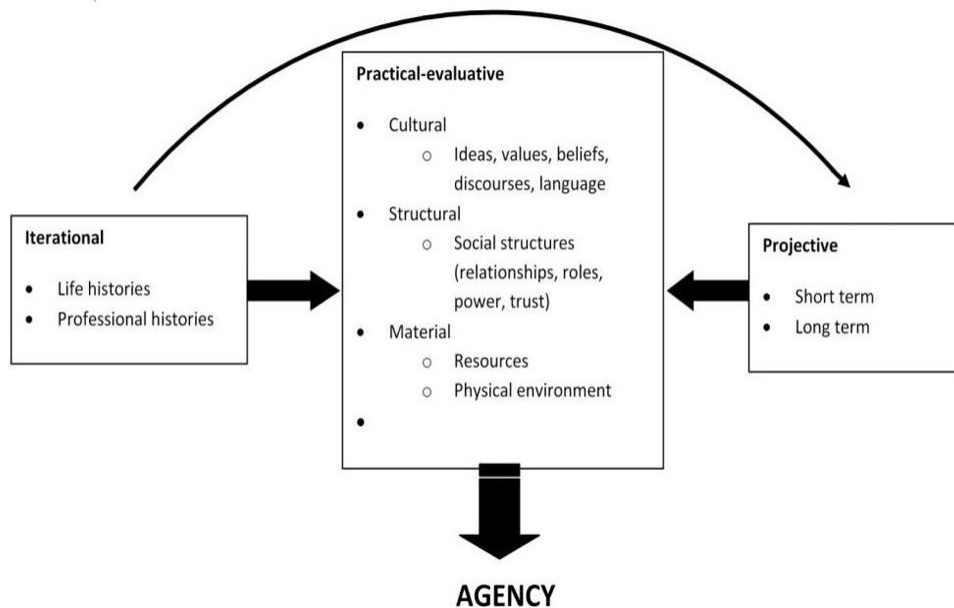 Practical-evaluative
• Cultural
○ Ideas, values, beliefs,
discourses, language
• Structural
○ Social structures
(relationships, roles,
power, trust)
• Material
○ Resources
○ Physical environment
•
Iterational
• Life histories
• Professional histories
Projective
• Short term
• Long term
AGENCY